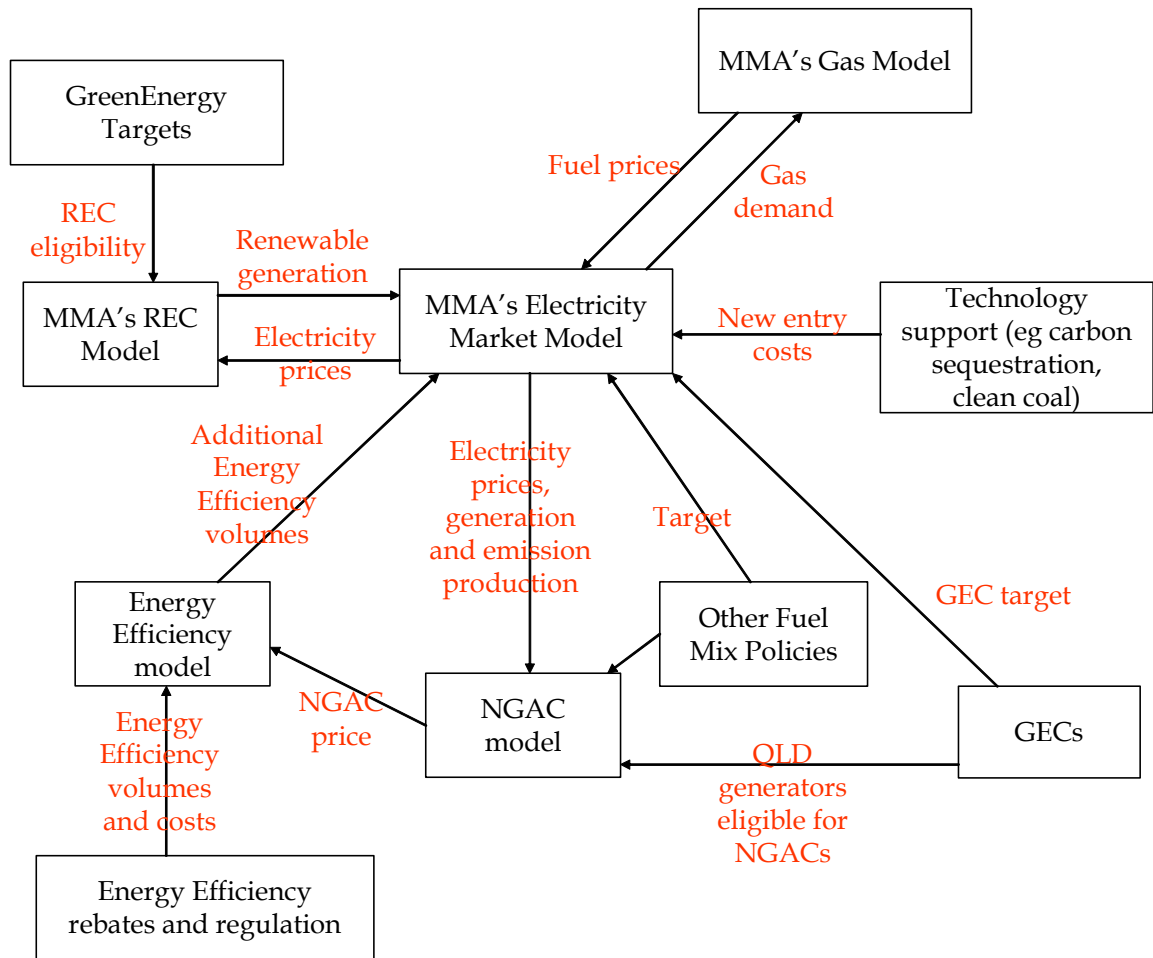 MMA’s Gas Model
GreenEnergy
Targets
Fuel prices
Gas
demand
REC
eligibility
Renewable
generation
MMA’s REC
Model
MMA’s Electricity
Market Model
Technology
support (eg carbon
sequestration,
clean coal)
New entry
costs
Electricity
prices
Additional
Energy
Efficiency
volumes
Electricity
prices,
generation
and emission
production
Target
GEC target
Energy
Efficiency
model
Other Fuel
Mix Policies
NGAC
price
NGAC
model
GECs
Energy
Efficiency
volumes
and costs
QLD
generators
eligible for
NGACs
Energy Efficiency
rebates and regulation